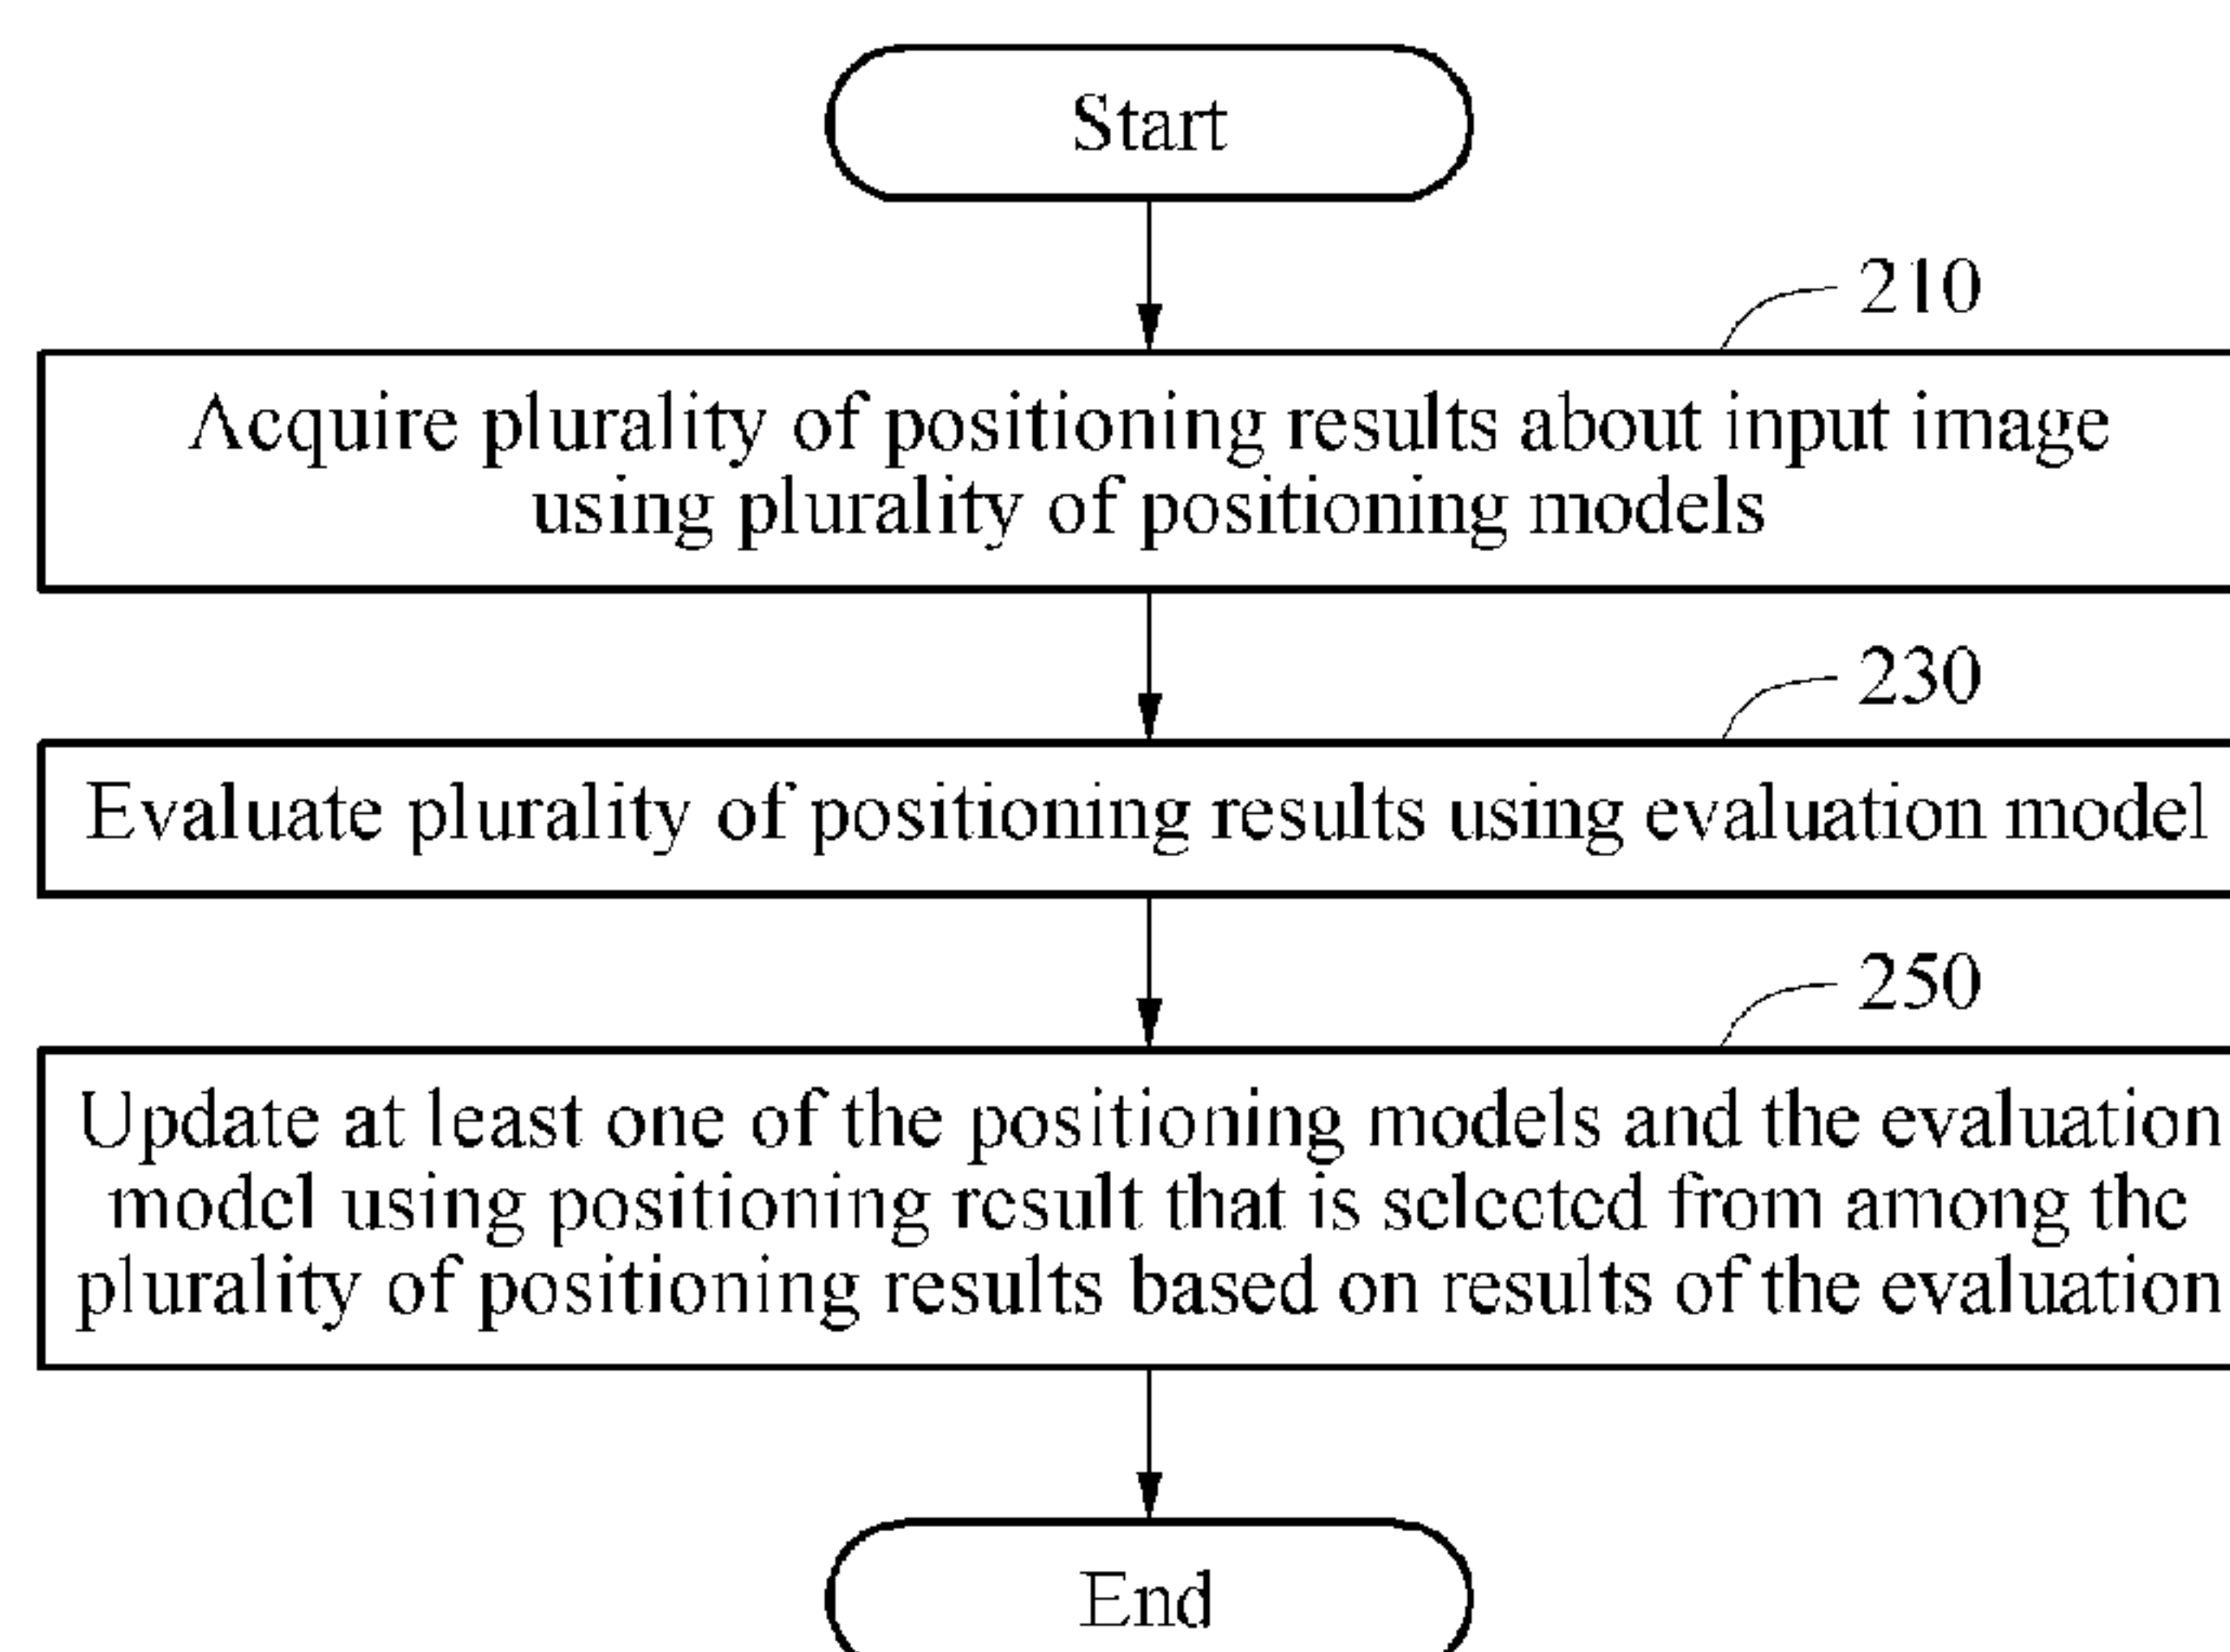 Start
210
Acquire plurality of positioning results about input image
using plurality of positioning models
230
Evaluate plurality of positioning results using evaluation model
250
Update at least one of the positioning models and the evaluation
model using positioning result that is selected from among the
plurality of positioning results based on results of the evaluation
End